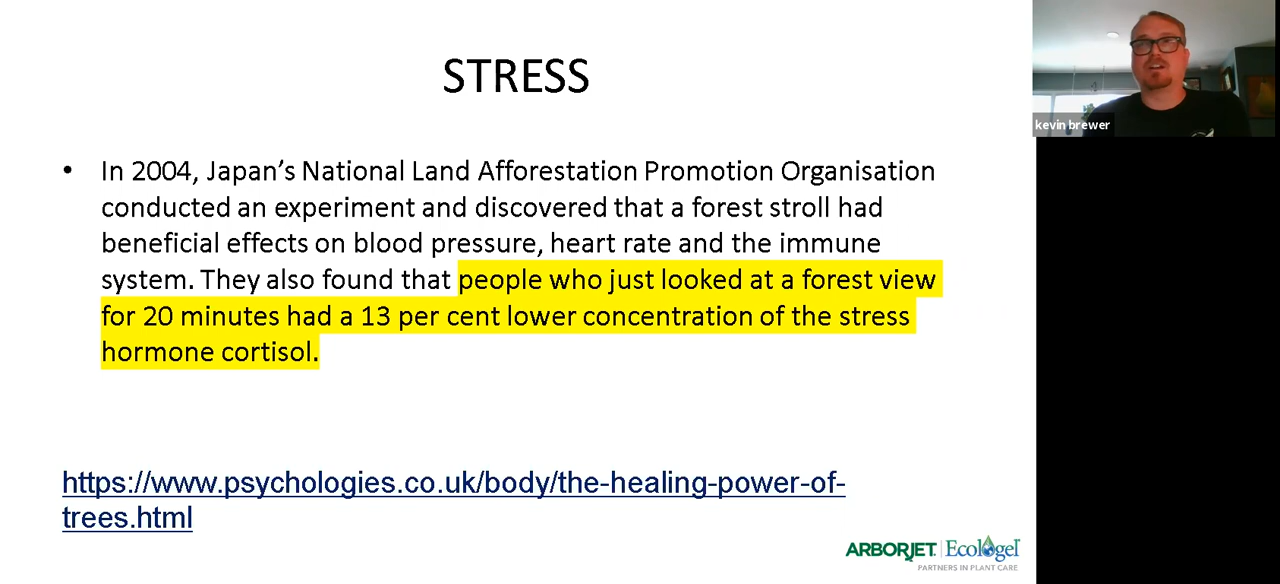 STRESS
• In 2004, Japan’s National Land Afforestation Promotion Organisation
conducted an experiment and discovered that a forest stroll had
beneficial effects on blood pressure, heart rate and the immune
system. They also found that people who just looked at a forest view
for 20 minutes had a 13 per cent lower concentration of the stress
hormone cortisol.
https://www.psychologies.co.uk/body/the-healing-power-of-
trees.html
ARBORJET | Ecologel
PARTNERS IN PLANT CARE
kevin brewer